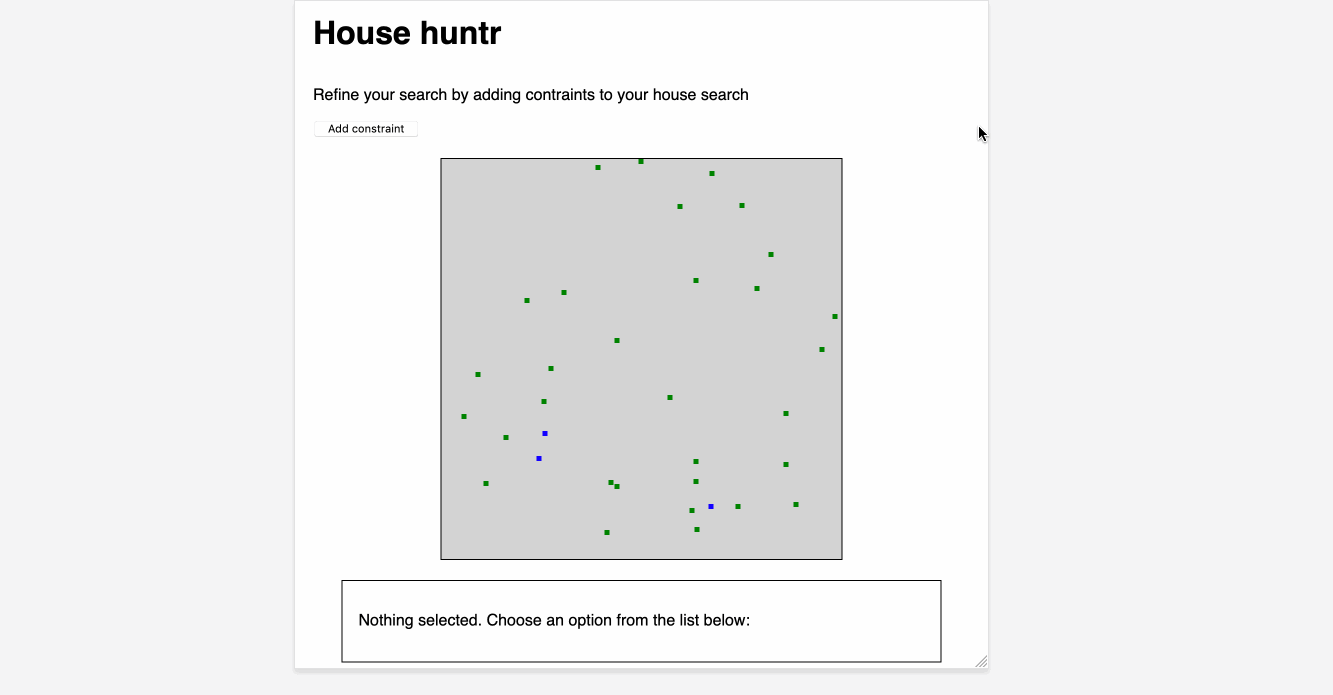 House huntr
Refine your search by adding contraints to your house search
Add constraint
Nothing selected. Choose an option from the list below: